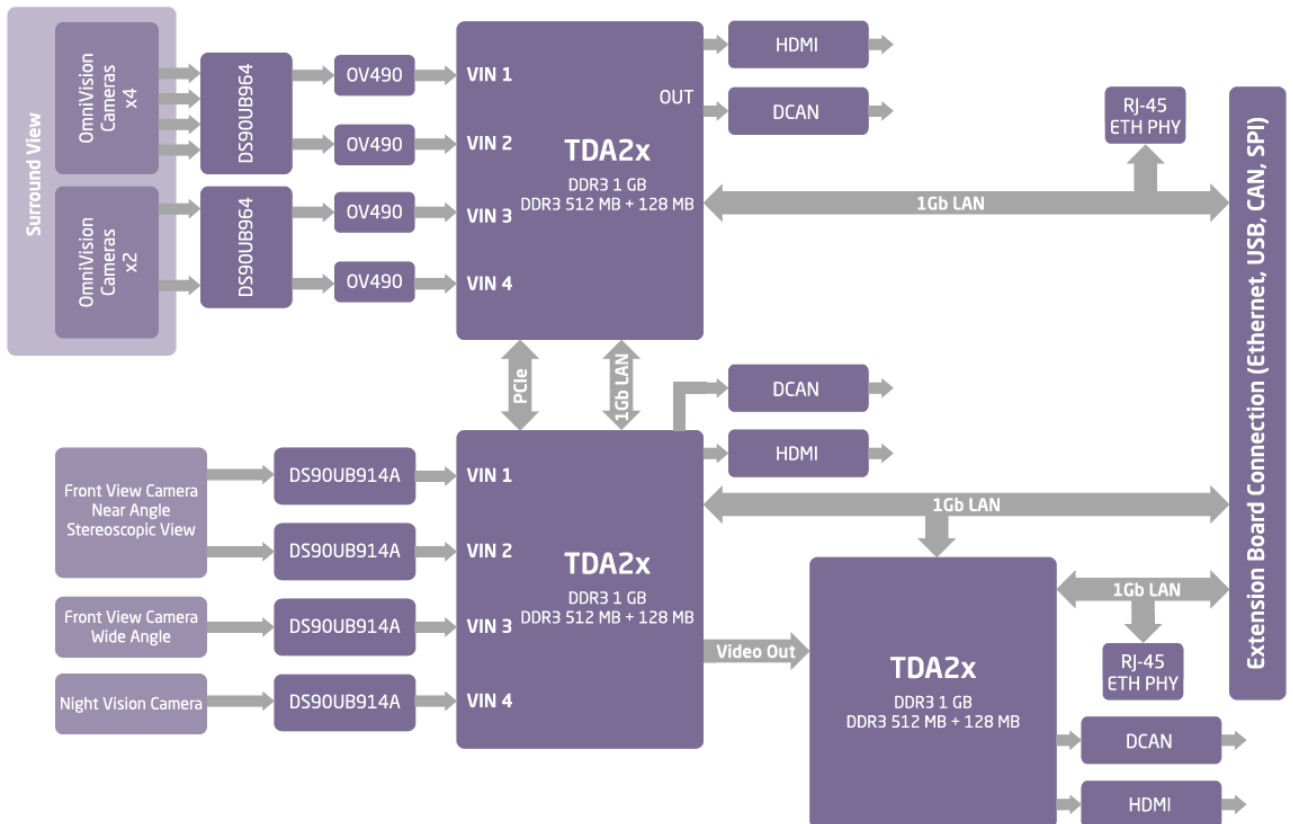 Surround View
OmniVision
Cameras
x4
DS90UB964
OV490
OV490
OmniVision
Cameras
x2
DS90UB964
OV490
OV490
VIN 1
VIN 2
VIN 3
VIN 4
OUT
TDA2x
DDR3 1 GB
DDR3 512 MB + 128 MB
HDMI
DCAN
RJ-45
ETH PHY
1Gb LAN
Extension Board Connection (Ethernet, USB, CAN, SPI)
PCIe
1Gb LAN
DCAN
HDMI
Front View Camera
Near Angle
Stereoscopic View
DS90UB914A
DS90UB914A
Front View Camera
Wide Angle
DS90UB914A
Night Vision Camera
DS90UB914A
VIN 1
VIN 2
VIN 3
VIN 4
TDA2x
DDR3 1 GB
DDR3 512 MB + 128 MB
1Gb LAN
Video Out
TDA2x
DDR3 1 GB
DDR3 512 MB + 128 MB
1Gb LAN
RJ-45
ETH PHY
DCAN
HDMI